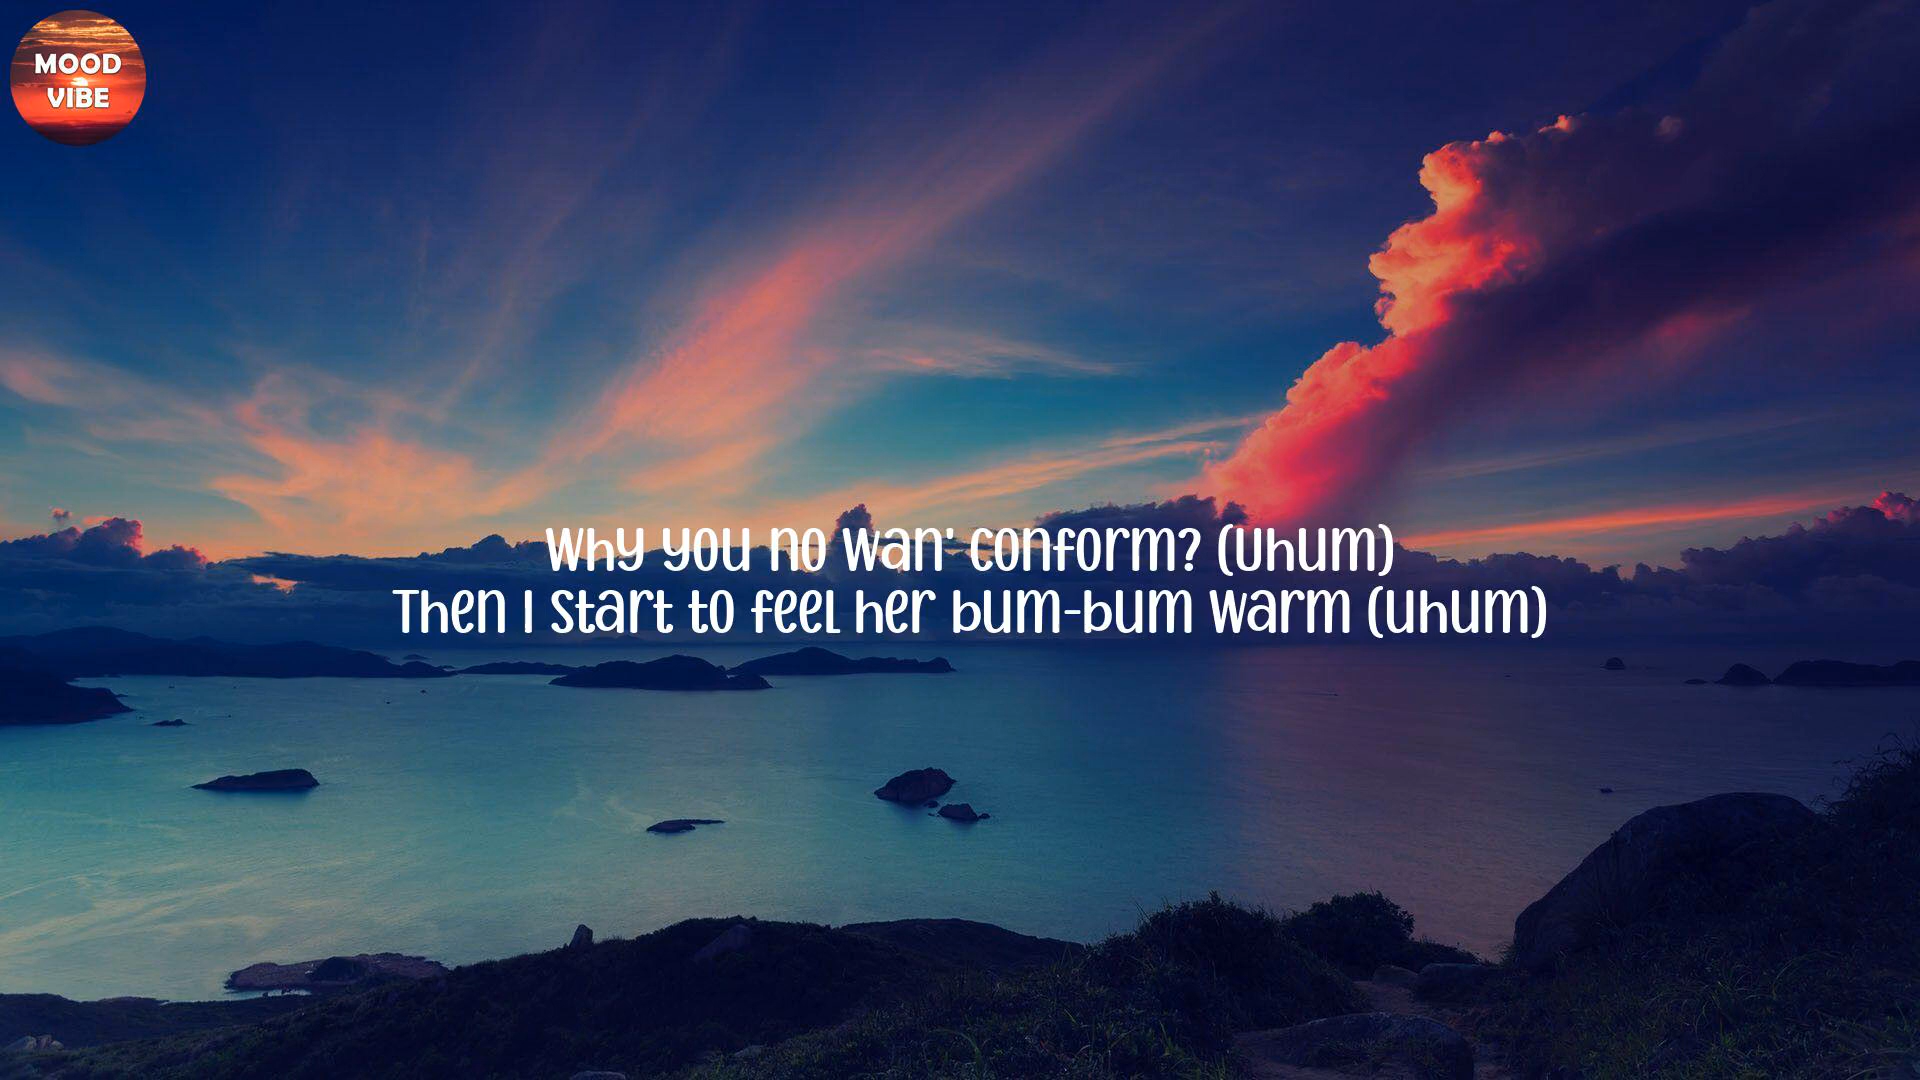 MOOD
VIBE
Why you no wan' conform? (Uhum)
Then I start to feel her bum-bum warm (Uhum)